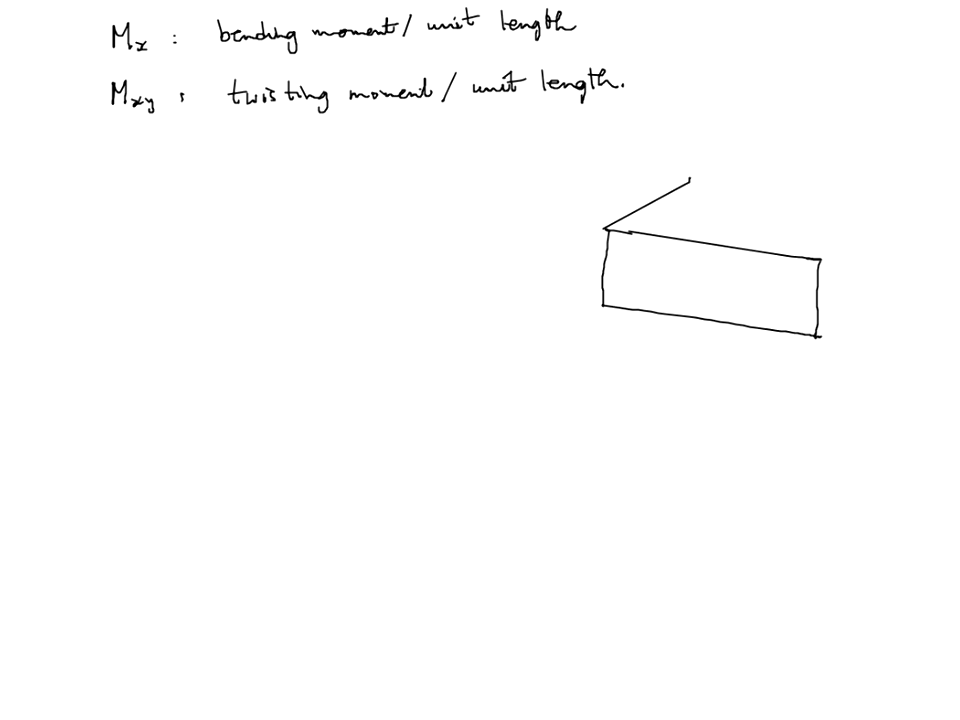 Mx : bending moment/ unit length
Mxy : twisting moment / unit length.